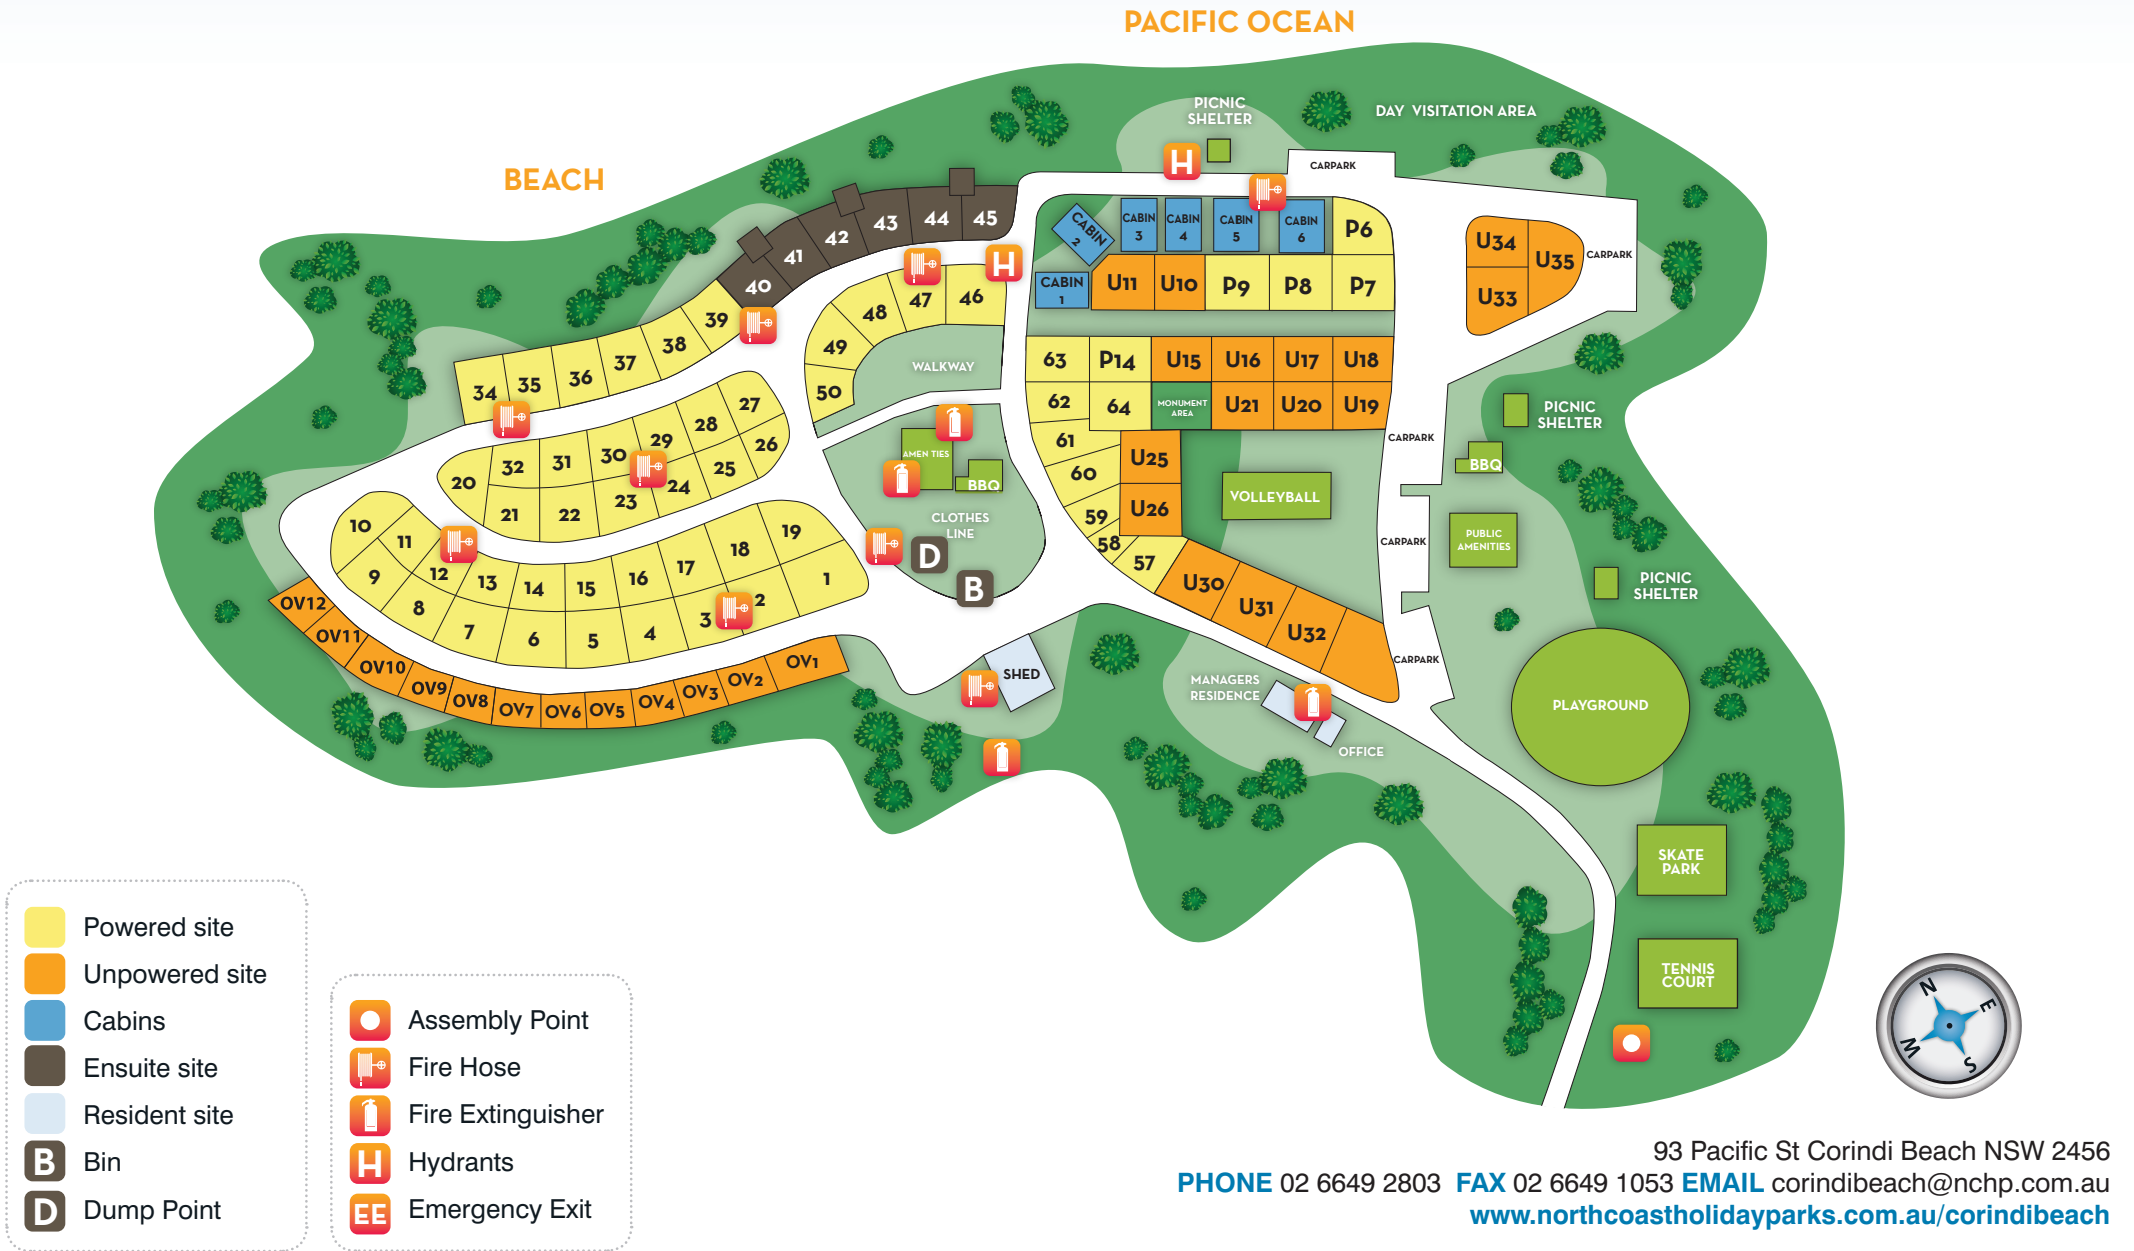 PACIFIC OCEAN
BEACH
PICNIC
SHELTER
DAY VISITATION AREA
H
CARPARK
CABIN
2
CABIN
3
CABIN
4
CABIN
5
CABIN
6
P6
CABIN
1
U11
U10
P9
P8
P7
U34
U35
U33
CARPARK
40
41
42
43
44
45
H
46
47
48
49
50
WALKWAY
34
35
36
37
38
39
63
P14
U15
U16
U17
U18
62
64
MONUMENT
AREA
U21
U20
U19
61
60
59
58
57
U25
U26
U30
U31
U32
VOLLEYBALL
CARPARK
CARPARK
CARPARK
PICNIC
SHELTER
BBQ
PUBLIC
AMENITIES
PICNIC
SHELTER
PLAYGROUND
SKATE
PARK
TENNIS
COURT
20
32
31
30
29
28
27
26
25
24
23
22
21
AMEN TIES
BBQ
CLOTHES
LINE
D
B
10
11
12
13
14
15
16
17
18
19
9
8
7
6
5
4
3
2
1
OV12
OV11
OV10
OV9
OV8
OV7
OV6
OV5
OV4
OV3
OV2
OV1
SHED
MANAGERS
RESIDENCE
OFFICE
N
E
S
W
Powered site
Unpowered site
Cabins
Ensuite site
Resident site
B Bin
D Dump Point
Assembly Point
Fire Hose
Fire Extinguisher
H Hydrants
EE Emergency Exit
93 Pacific St Corindi Beach NSW 2456
PHONE 02 6649 2803 FAX 02 6649 1053 EMAIL corindibeach@nchp.com.au
www.northcoastholidayparks.com.au/corindibeach